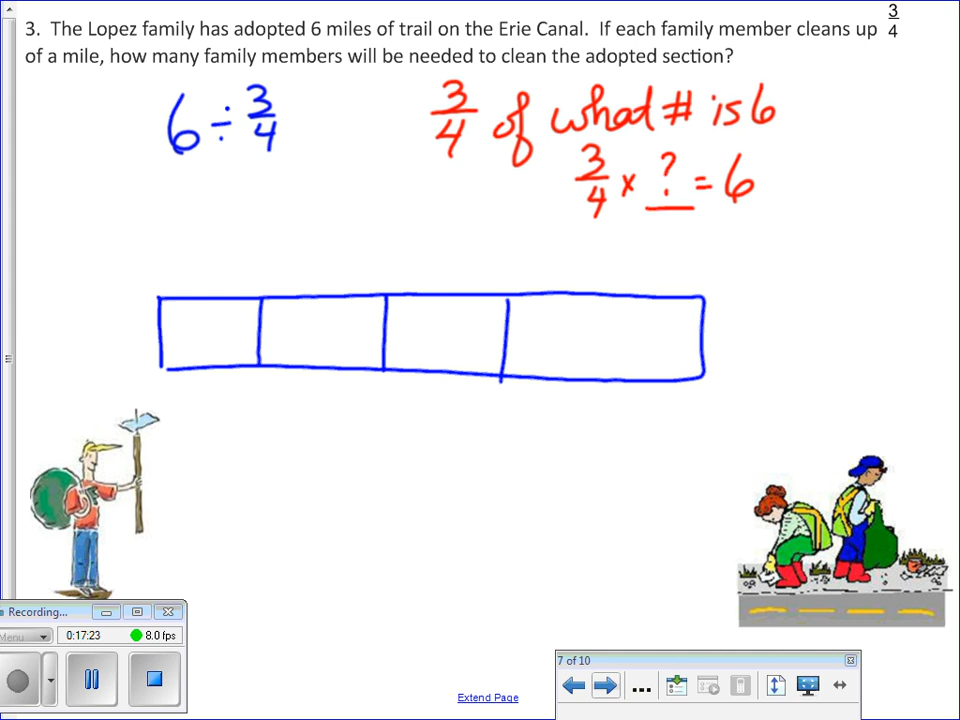 3. The Lopez family has adopted 6 miles of trail on the Erie Canal. If each family member cleans up 3/4
of a mile, how many family members will be needed to clean the adopted section?
6 ÷ 3/4
3/4 of what # is 6
3/4 × ? = 6
Recording...
Menu
0:17:23
8.0 fps
7 of 10
...
Extend Page